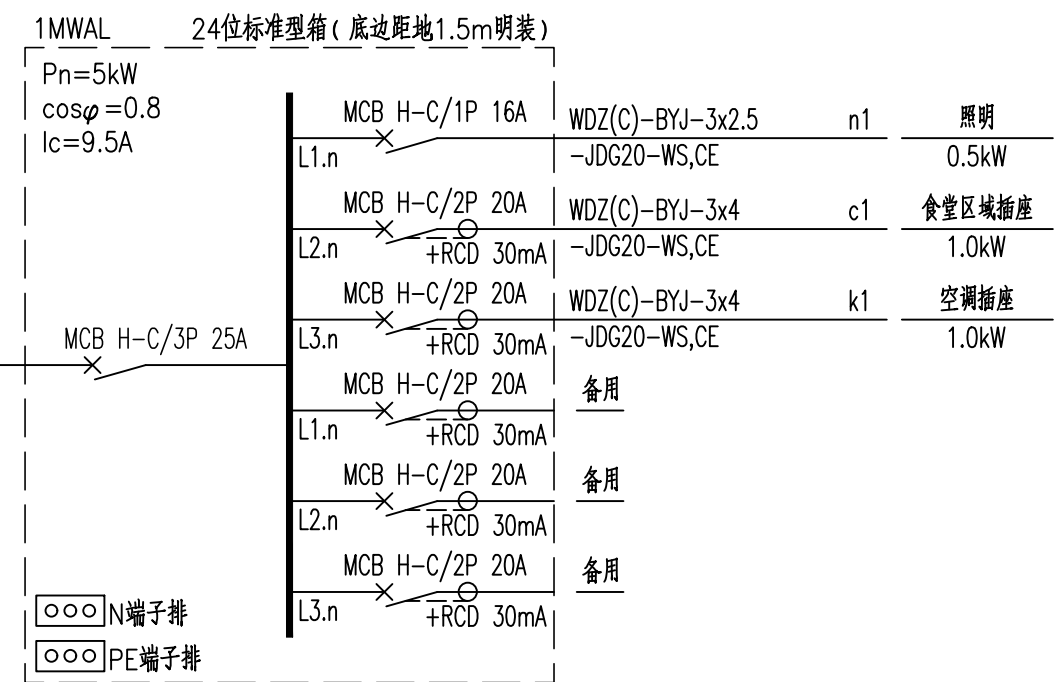 1MWAL
24位标准型箱(底边距地1.5m明装)
Pn=5kW
cosφ=0.8
Ic=9.5A
MCB H-C/3P 25A
MCB H-C/1P 16A
L1.n
WDZ(C)-BYJ-3x2.5 n1
-JDG20-WS,CE
照明
0.5kW
MCB H-C/2P 20A
L2.n
+RCD 30mA
WDZ(C)-BYJ-3x4 c1
-JDG20-WS,CE
食堂区域插座
1.0kW
MCB H-C/2P 20A
L3.n
+RCD 30mA
WDZ(C)-BYJ-3x4 k1
-JDG20-WS,CE
空调插座
1.0kW
MCB H-C/2P 20A
L1.n
+RCD 30mA
备用
MCB H-C/2P 20A
L2.n
+RCD 30mA
备用
MCB H-C/2P 20A
L3.n
+RCD 30mA
备用
N端子排
PE端子排